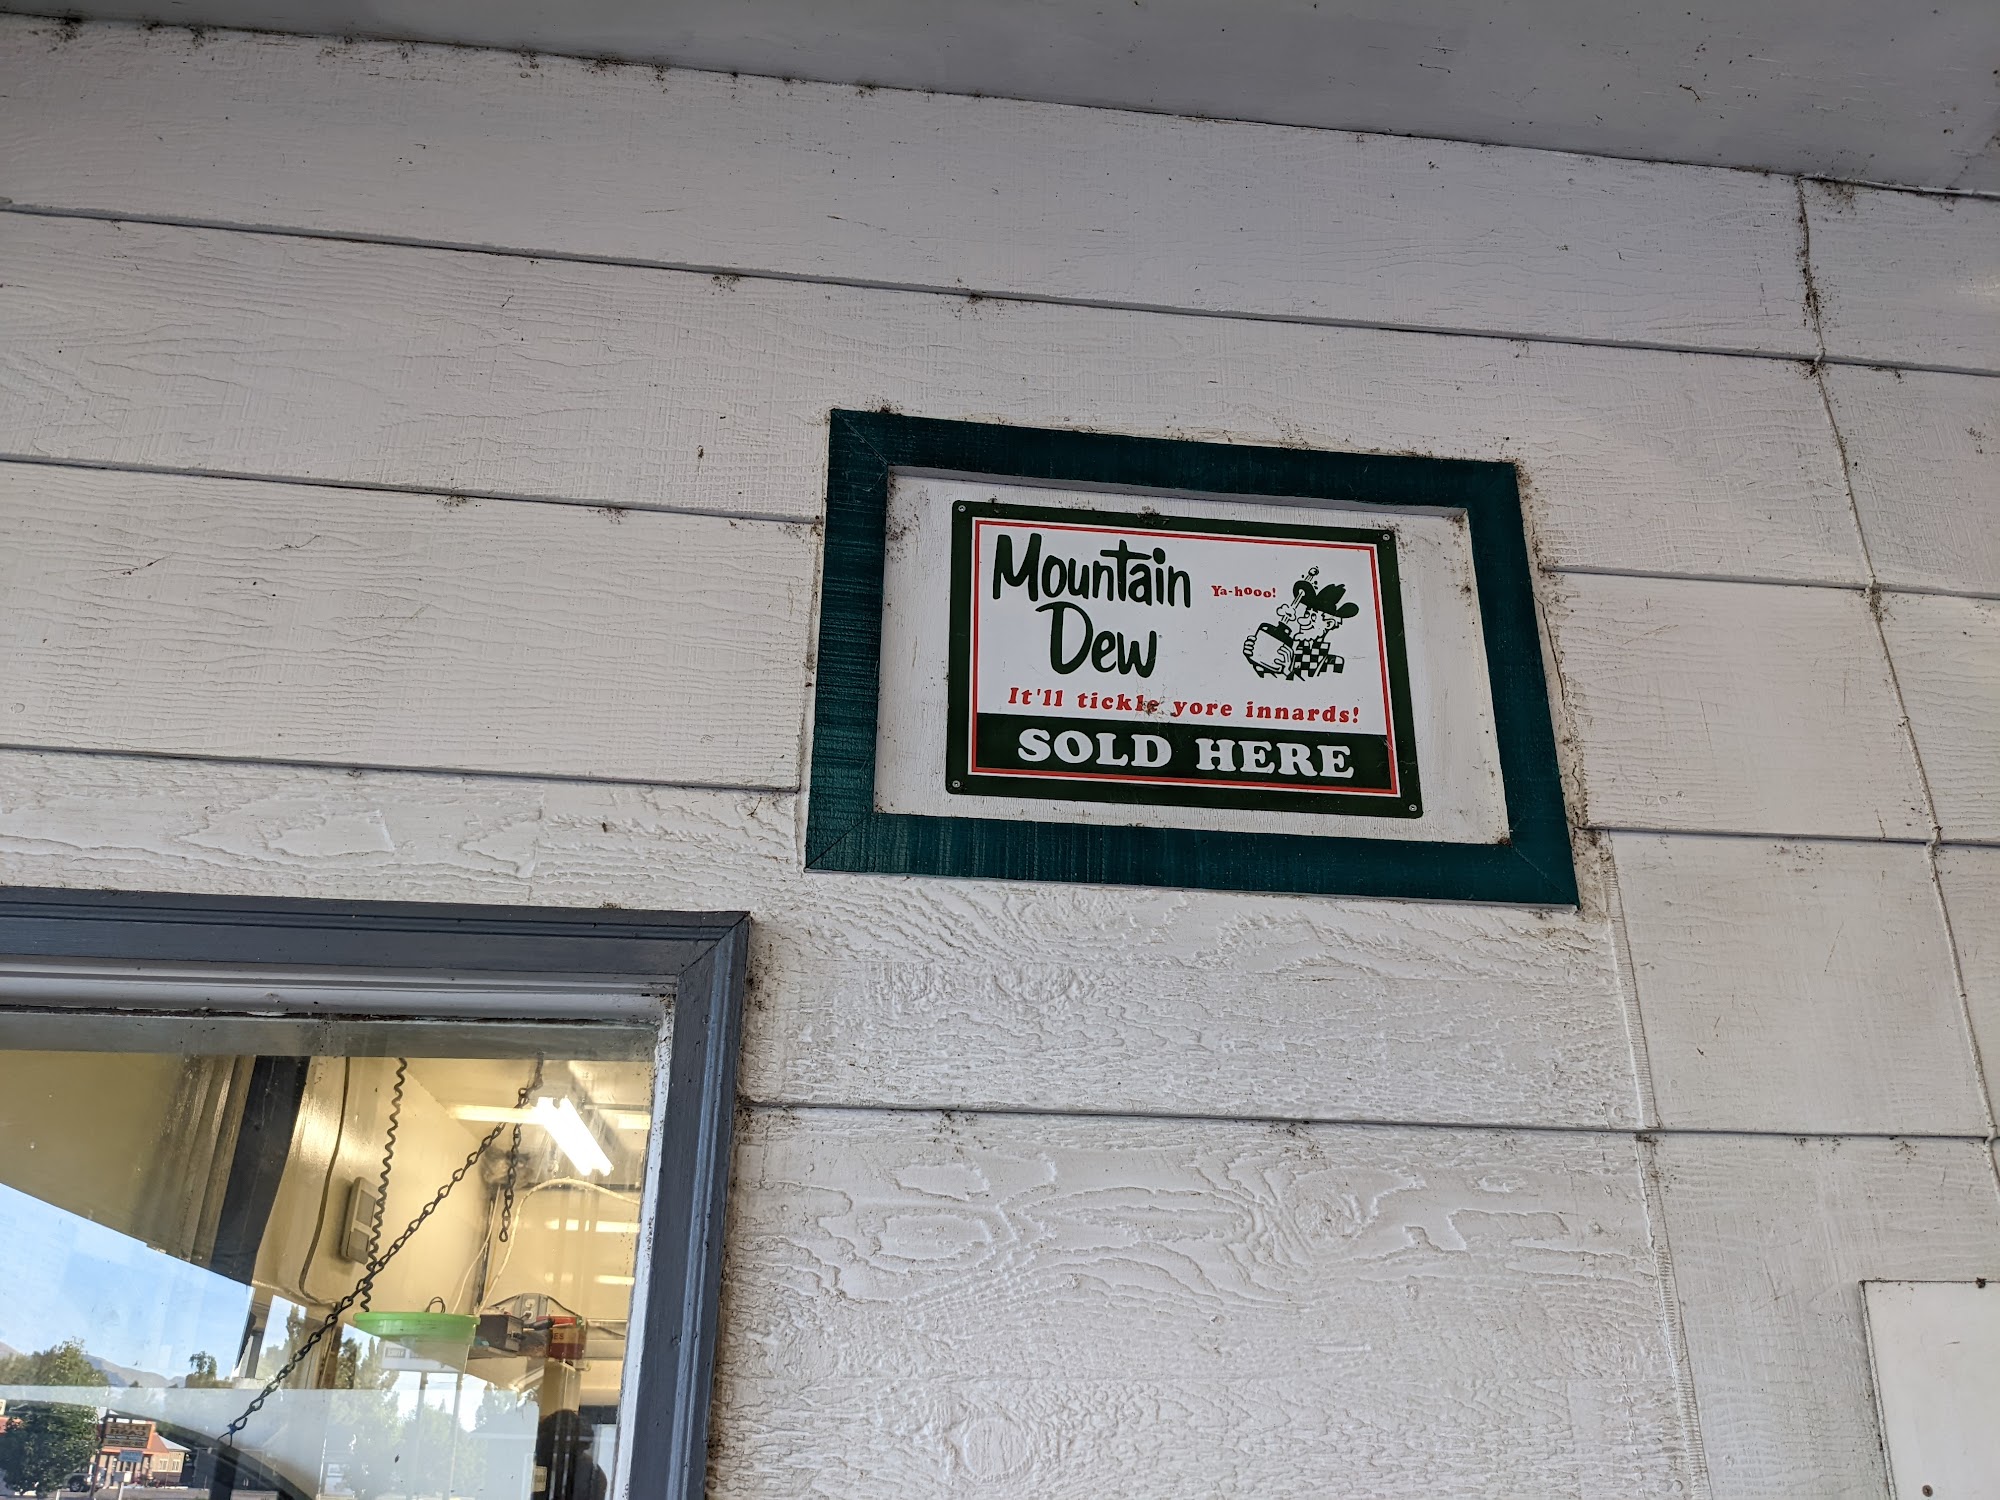 Mountain
Dew
Ya-hooo!
It'll tickle yore innards!
SOLD HERE